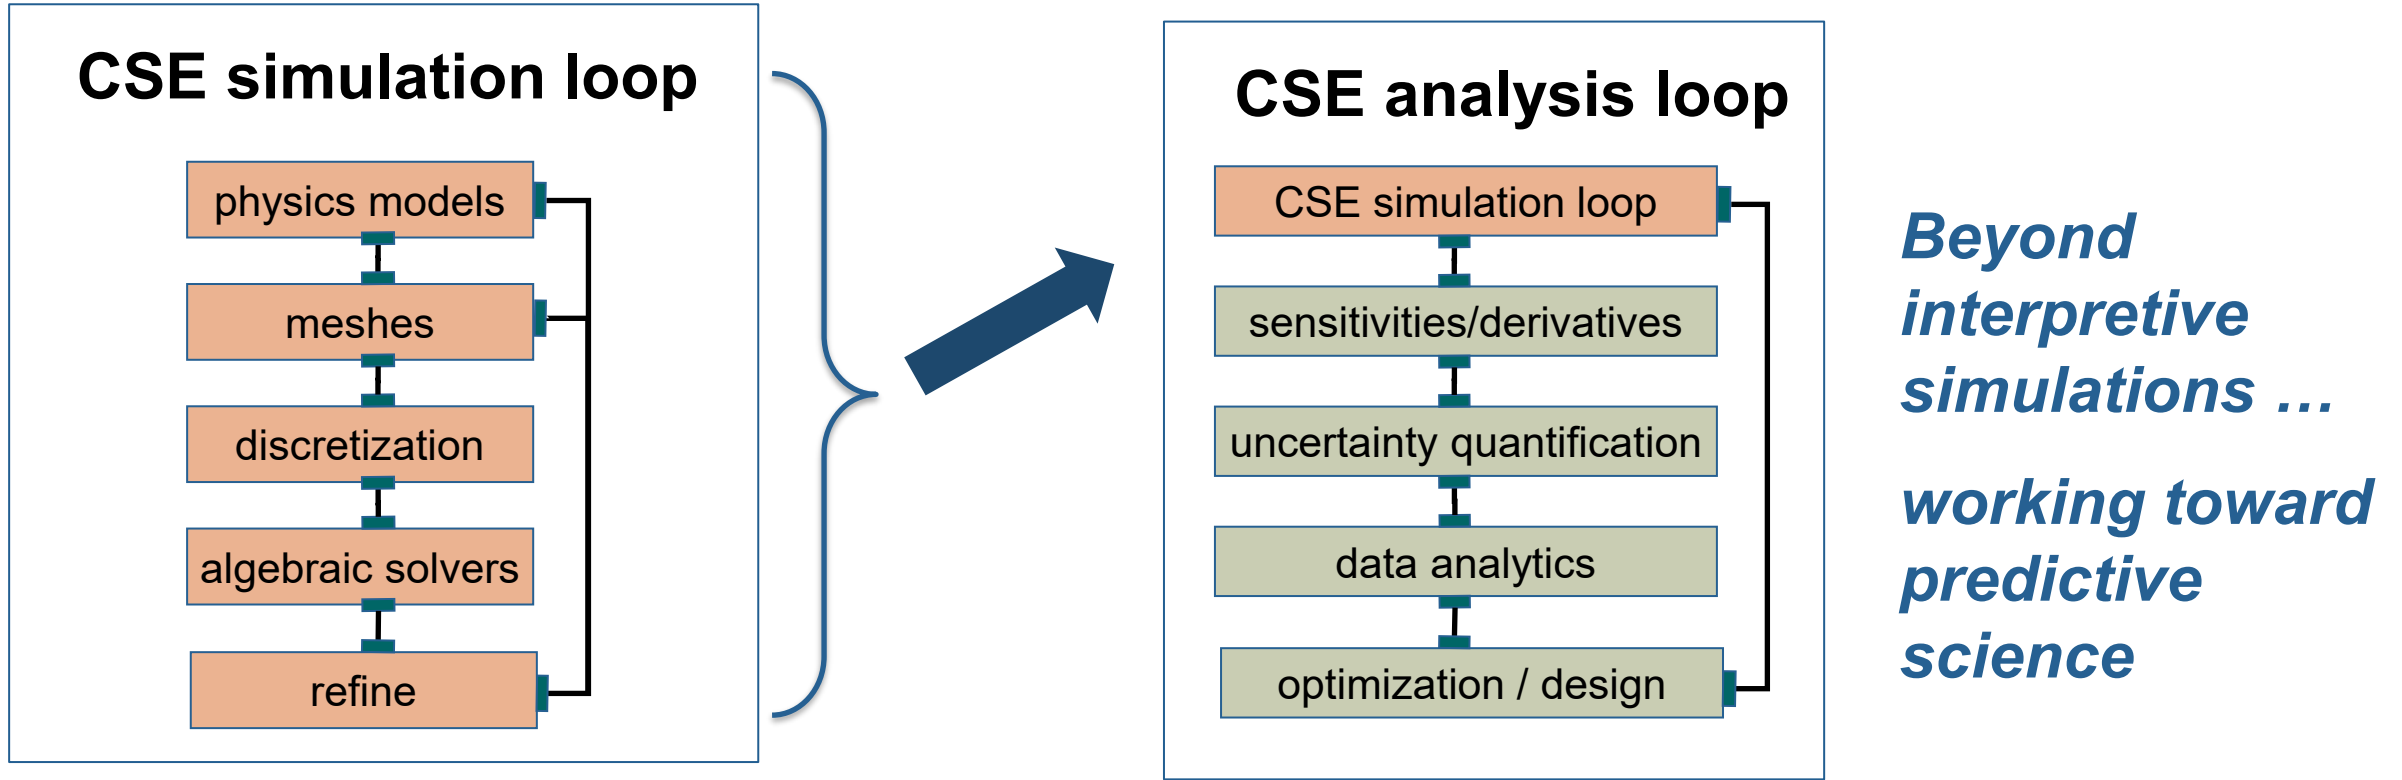 CSE simulation loop
physics models
meshes
discretization
algebraic solvers
refine
CSE analysis loop
CSE simulation loop
sensitivities/derivatives
uncertainty quantification
data analytics
optimization / design
Beyond
interpretive
simulations …
working toward
predictive
science